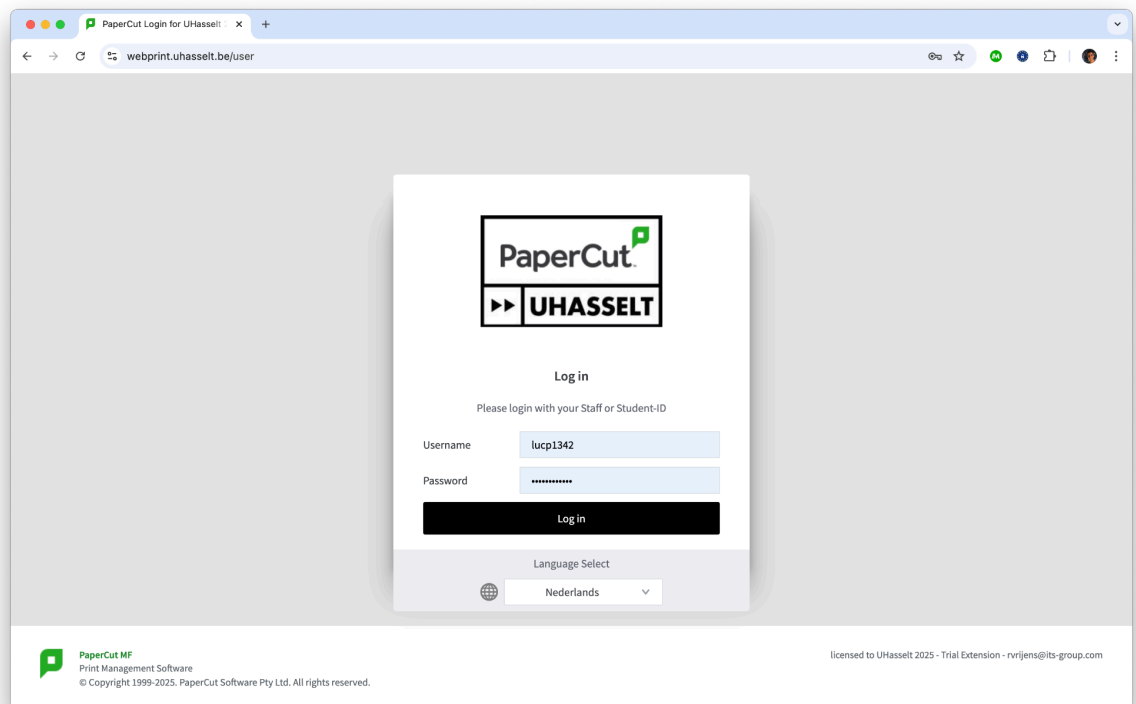 PaperCut Login for UHasselt
webprint.uhasselt.be/user
PaperCut
UHASSELT
Log in
Please login with your Staff or Student-ID
Username
lucp1342
Password
••••••••••••
Log in
Language Select
Nederlands
PaperCut MF
licensed to UHasselt 2025 - Trial Extension - rvrijens@its-group.com
Print Management Software
© Copyright 1999-2025. PaperCut Software Pty Ltd. All rights reserved.